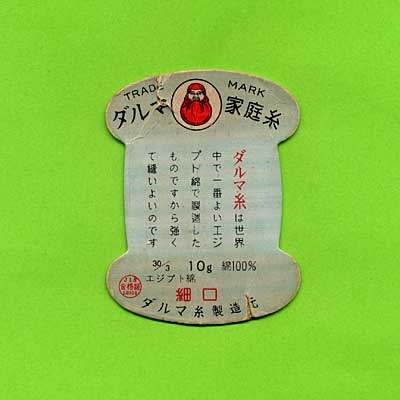 TRADE MARK
ダルマ 家庭糸
ダルマ糸は世界
中で一番よいエジ
プト綿で製造した
ものですから強く
て縫いよいのです
30/3 10g 綿100%
エジプト綿
細口
ダルマ糸製造元